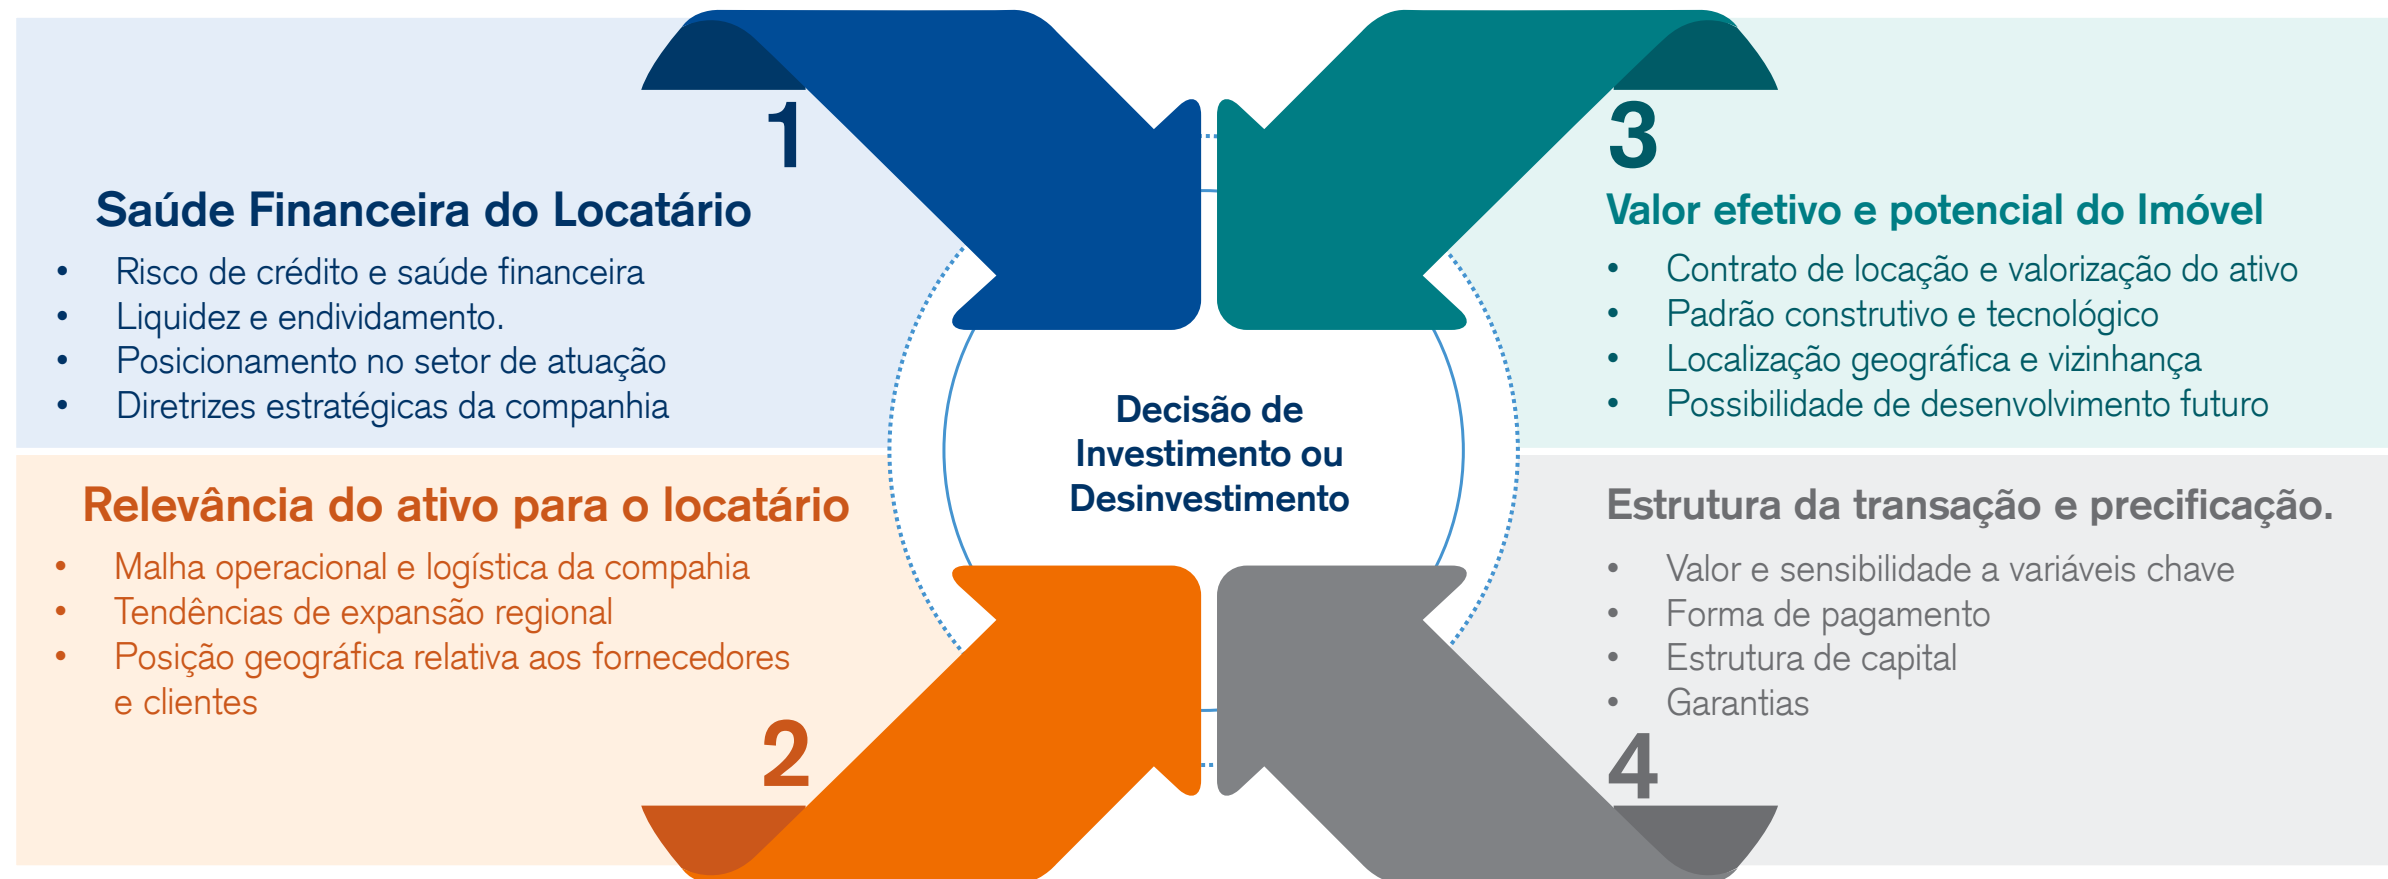 1
Saúde Financeira do Locatário
• Risco de crédito e saúde financeira
• Liquidez e endividamento.
• Posicionamento no setor de atuação
• Diretrizes estratégicas da companhia
Relevância do ativo para o locatário
• Malha operacional e logística da compahia
• Tendências de expansão regional
• Posição geográfica relativa aos fornecedores
e clientes
2
Decisão de
Investimento ou
Desinvestimento
3
Valor efetivo e potencial do Imóvel
• Contrato de locação e valorização do ativo
• Padrão construtivo e tecnológico
• Localização geográfica e vizinhança
• Possibilidade de desenvolvimento futuro
Estrutura da transação e precificação.
• Valor e sensibilidade a variáveis chave
• Forma de pagamento
• Estrutura de capital
• Garantias
4